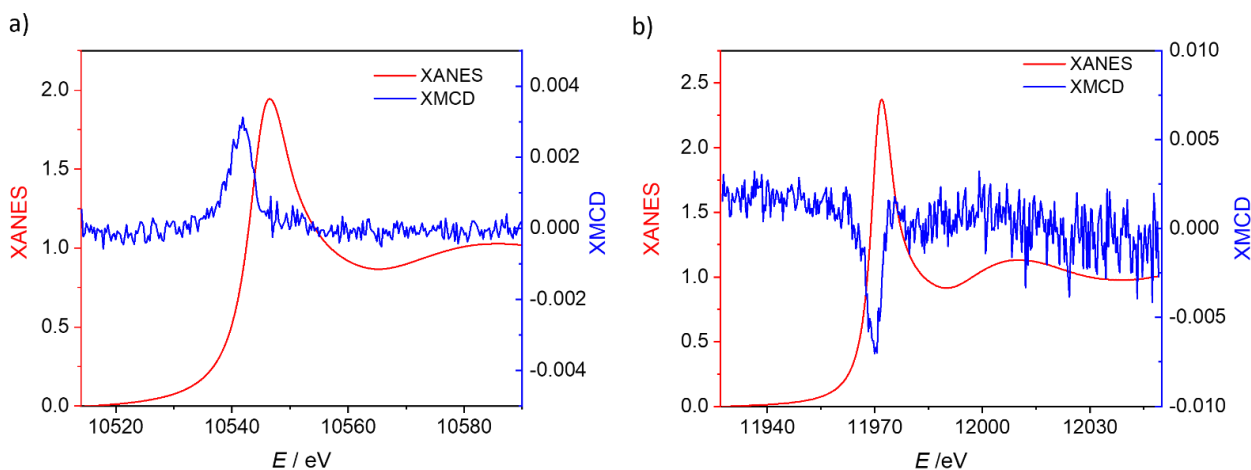 a)
XANES
XMCD
XANES
2.0
1.5
1.0
0.5
0.0
0.004
0.002
0.000
-0.002
-0.004
XMCD
10520
10540
10560
10580
E / eV
b)
XANES
XMCD
XANES
2.5
2.0
1.5
1.0
0.5
0.0
0.010
0.005
0.000
-0.005
-0.010
XMCD
11940
11970
12000
12030
E /eV